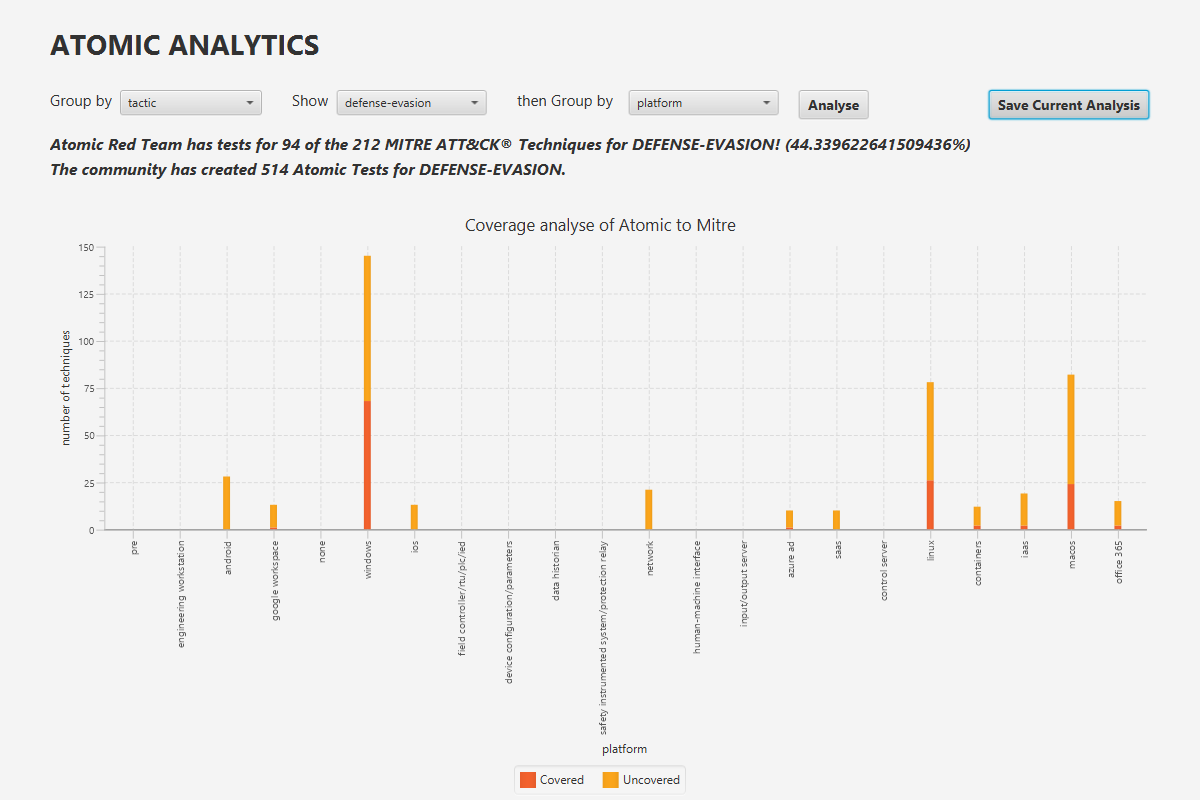 ATOMIC ANALYTICS
Group by tactic Show defense-evasion then Group by platform Analyse Save Current Analysis
Atomic Red Team has tests for 94 of the 212 MITRE ATT&CK® Techniques for DEFENSE-EVASION! (44.339622641509436%)
The community has created 514 Atomic Tests for DEFENSE-EVASION.
Coverage analyse of Atomic to Mitre
number of techniques
150
125
100
75
50
25
0
pre
engineering workstation
android
google workspace
none
windows
ios
field controller/rtu/plc/ied
device configuration/parameters
data historian
safety instrumented system/protection relay
network
human-machine interface
input/output server
azure ad
saas
control server
linux
containers
iaas
macos
office 365
platform
Covered Uncovered